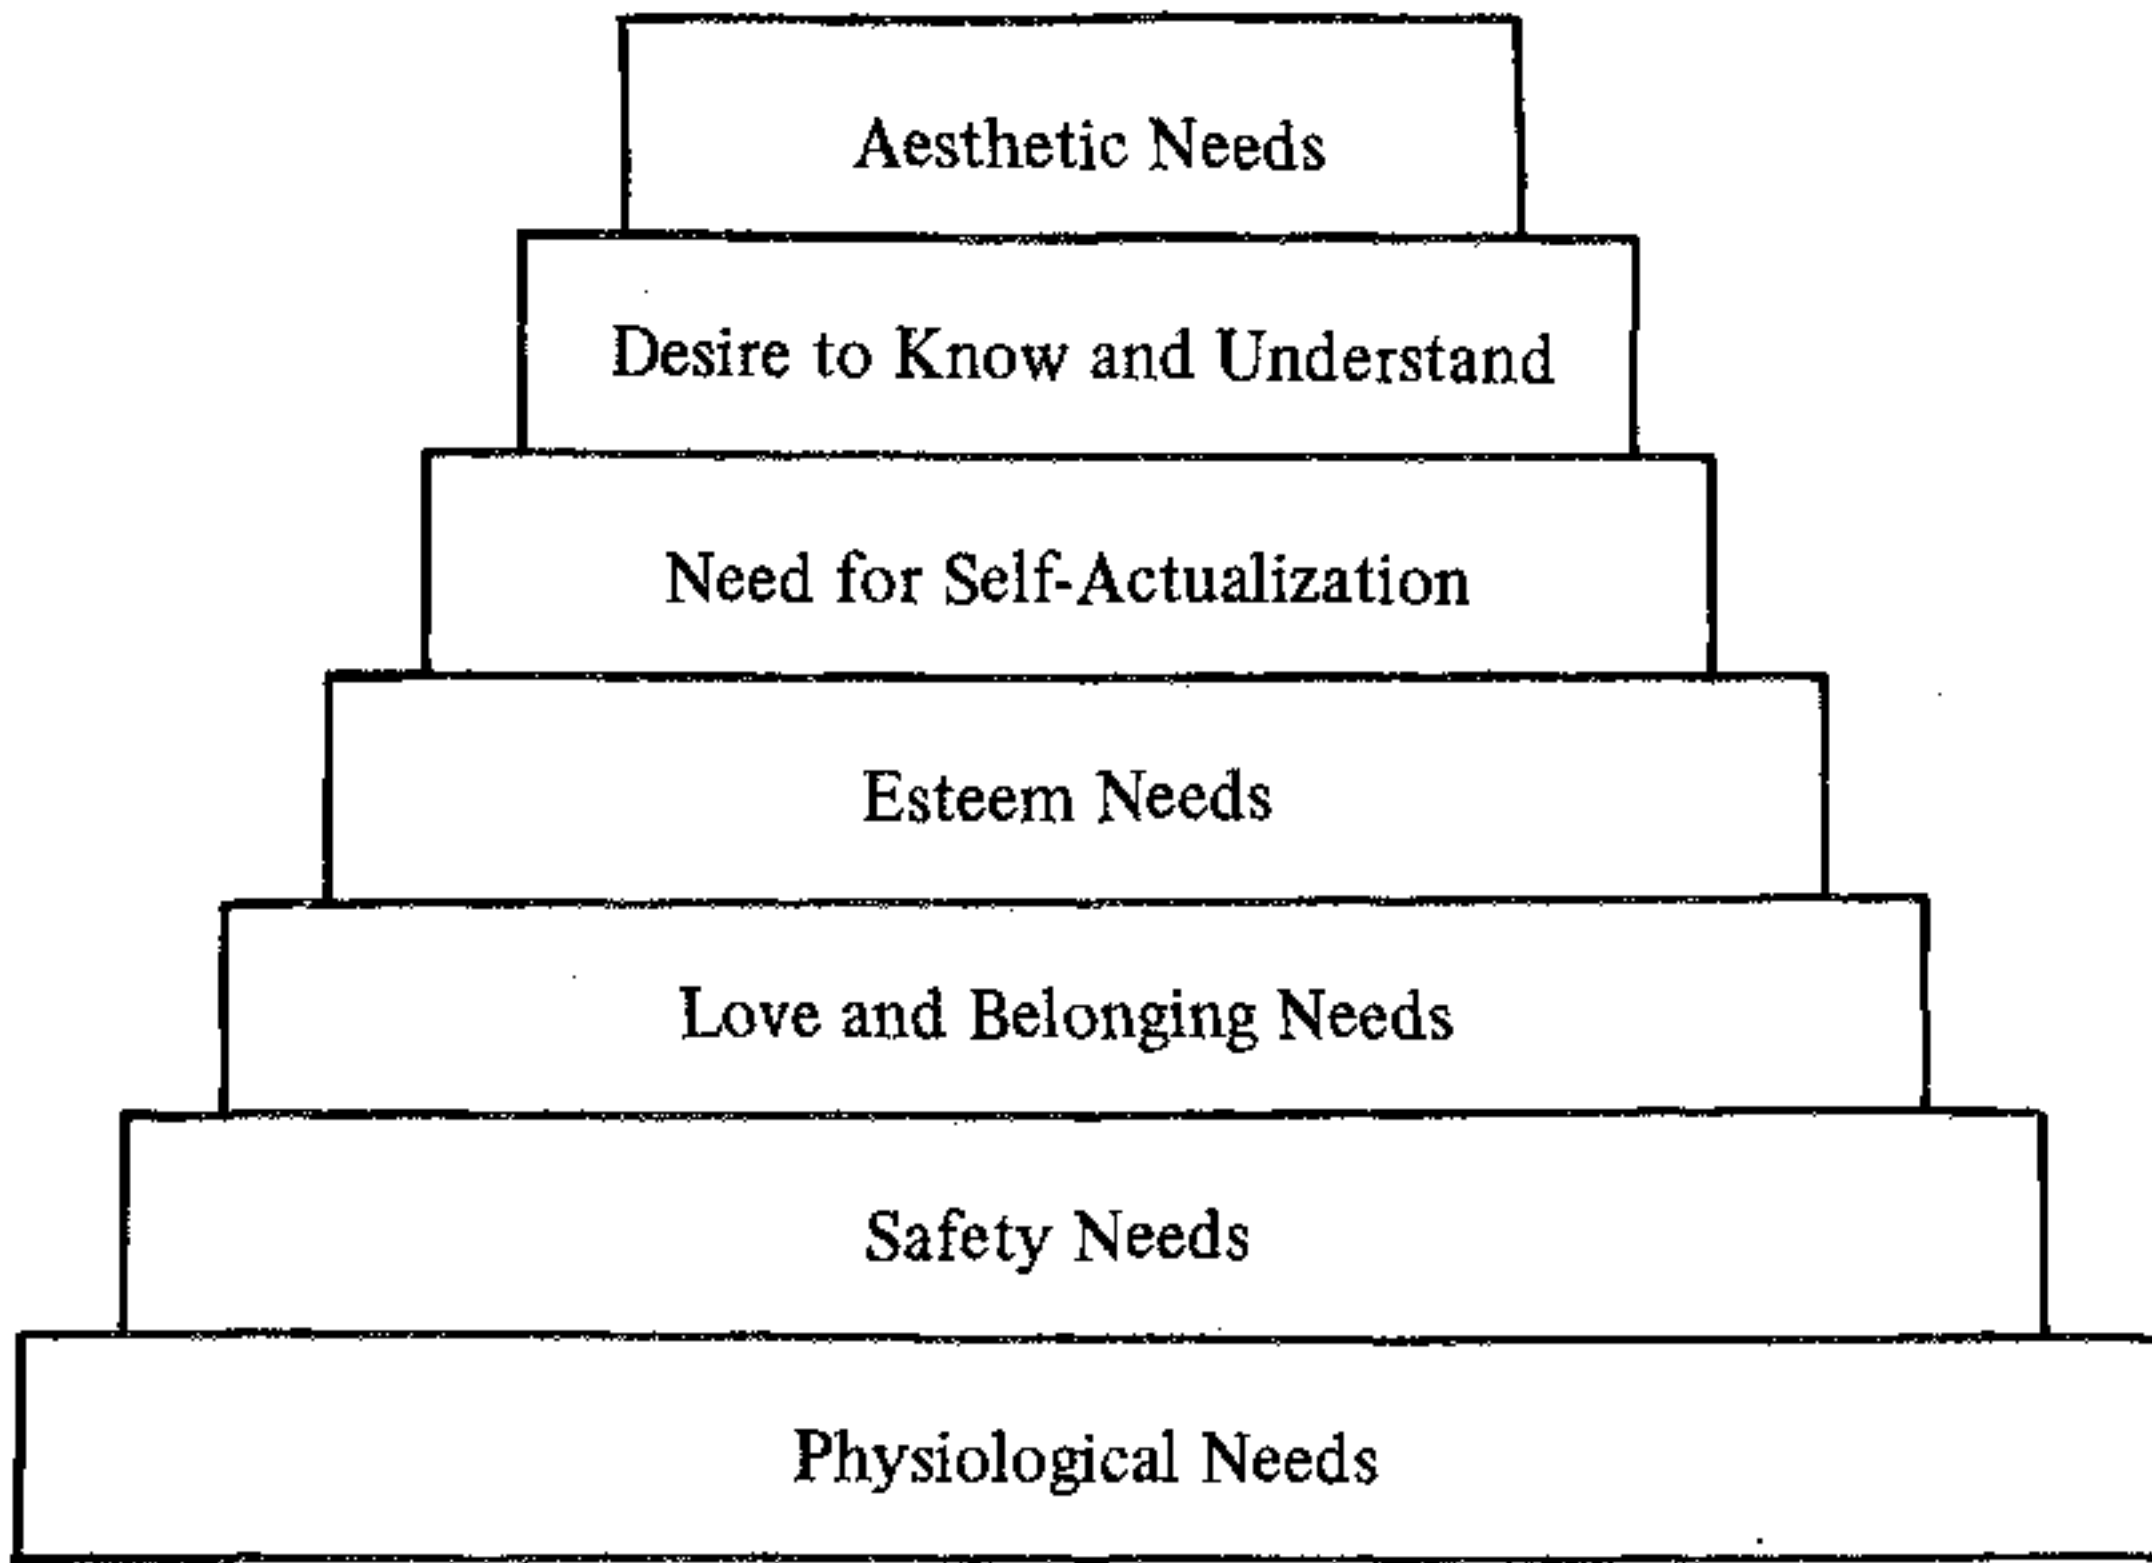 Aesthetic Needs
Desire to Know and Understand
Need for Self-Actualization
Esteem Needs
Love and Belonging Needs
Safety Needs
Physiological Needs